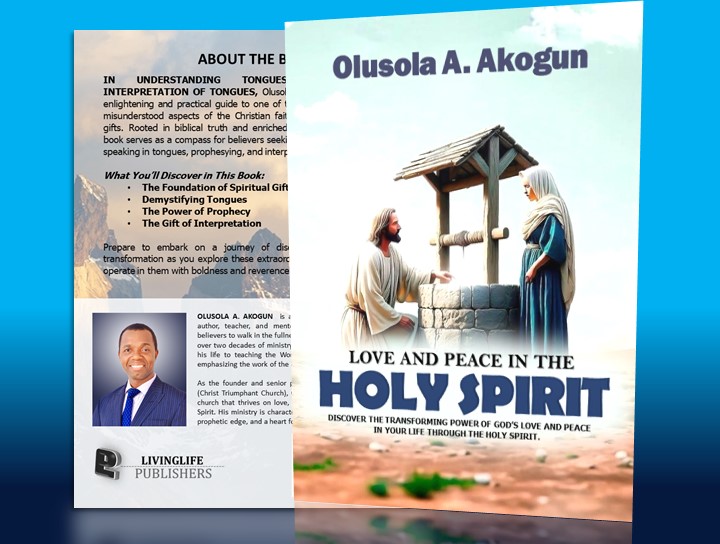 ABOUT THE B
IN UNDERSTANDING TONGUES
INTERPRETATION OF TONGUES, Olusol
enlightening and practical guide to one of t
misunderstood aspects of the Christian fait
gifts. Rooted in biblical truth and enriched
book serves as a compass for believers seeki
speaking in tongues, prophesying, and interp
What You'll Discover in This Book:
• The Foundation of Spiritual Gift
• Demystifying Tongues
• The Power of Prophecy
• The Gift of Interpretation
Prepare to embark on a journey of disc
transformation as you explore these extraord
operate in them with boldness and reverence
OLUSOLA A. AKOGUN is a
author, teacher, and mento
believers to walk in the fullne
over two decades of ministry
his life to teaching the Wor
emphasizing the work of the
As the founder and senior p
(Christ Triumphant Church),
church that thrives on love,
Spirit. His ministry is characte
prophetic edge, and a heart f
LIVINGLIFE
PUBLISHERS
Olusola A. Akogun
LOVE AND PEACE IN THE
HOLY SPIRIT
DISCOVER THE TRANSFORMING POWER OF GOD'S LOVE AND PEACE
IN YOUR LIFE THROUGH THE HOLY SPIRIT.